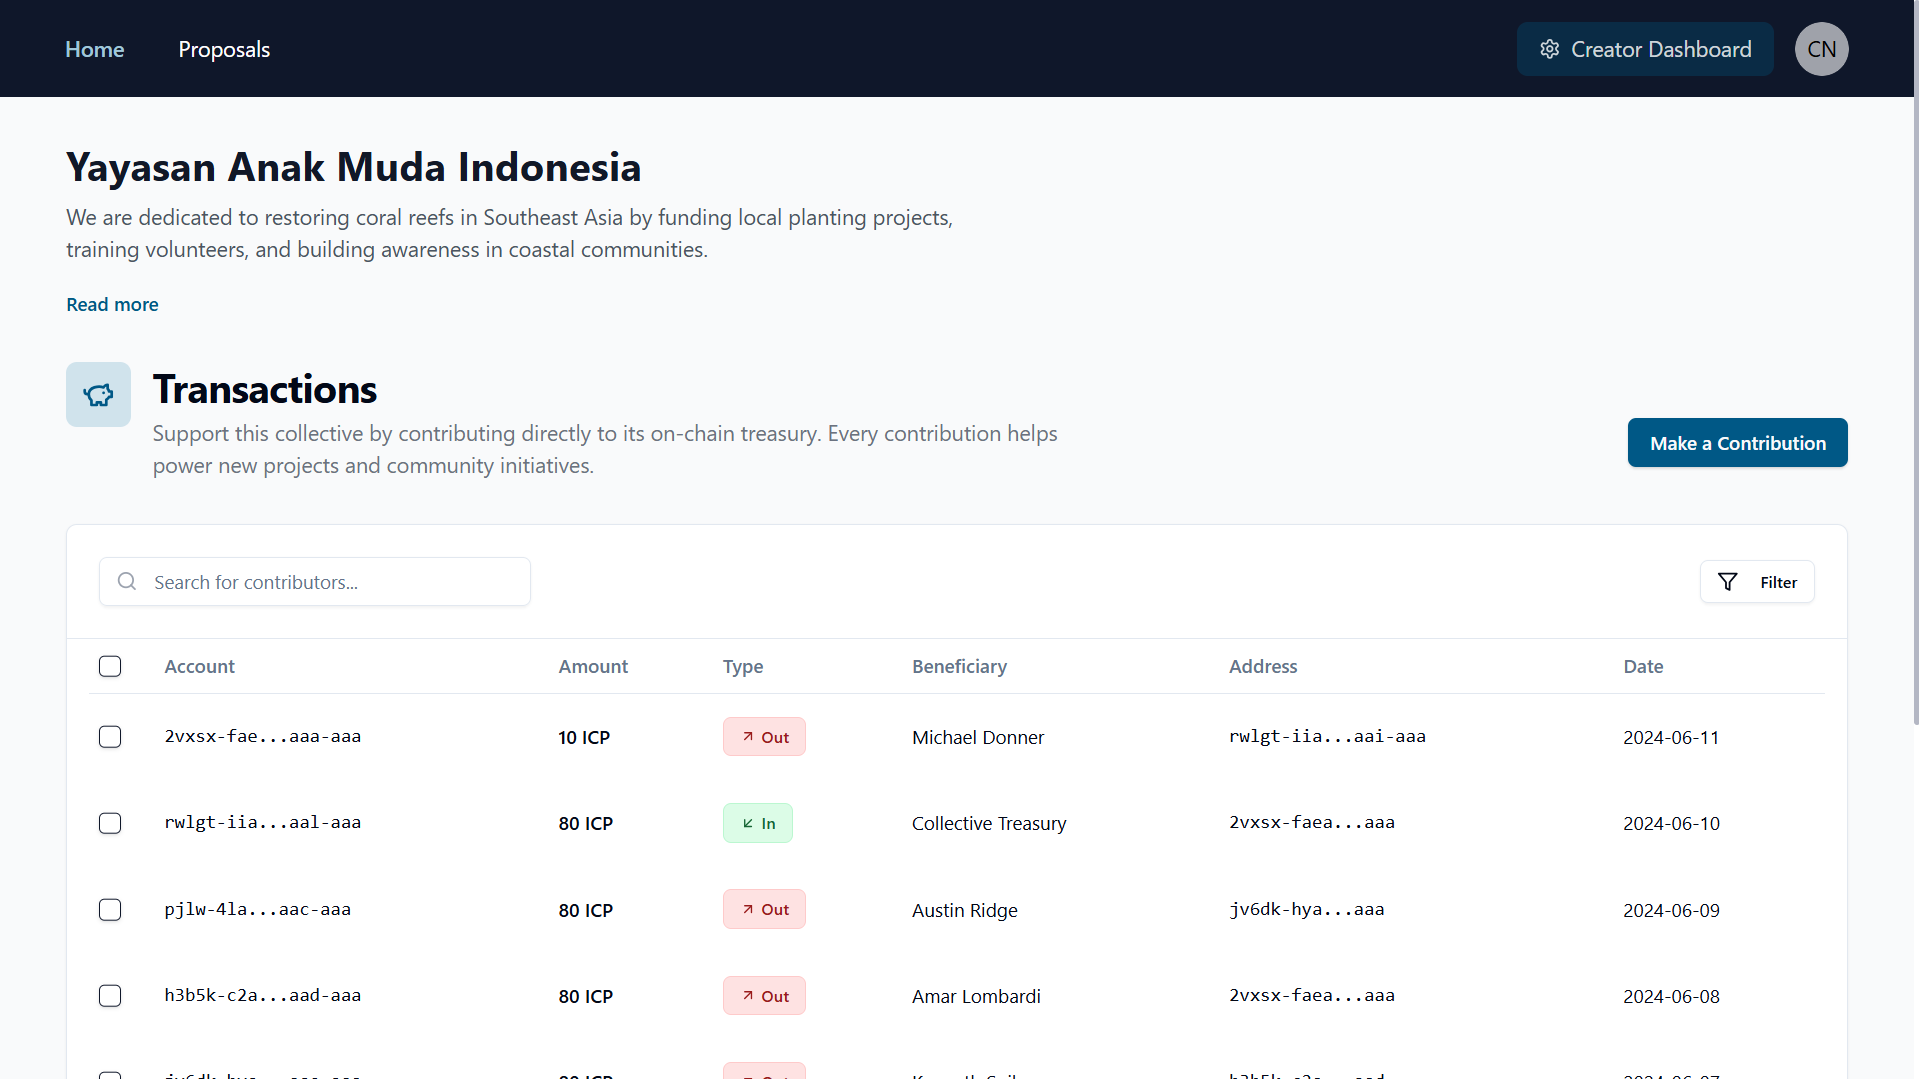 Home Proposals Creator Dashboard CN
Yayasan Anak Muda Indonesia
We are dedicated to restoring coral reefs in Southeast Asia by funding local planting projects,
training volunteers, and building awareness in coastal communities.
Read more
Transactions
Support this collective by contributing directly to its on-chain treasury. Every contribution helps
power new projects and community initiatives.
Make a Contribution
Search for contributors... Filter
Account Amount Type Beneficiary Address Date
2vxsx-fae...aaa-aaa 10 ICP Out Michael Donner rwlgt-iia...aai-aaa 2024-06-11
rwlgt-iia...aal-aaa 80 ICP In Collective Treasury 2vxsx-faea...aaa 2024-06-10
pjlw-4la...aac-aaa 80 ICP Out Austin Ridge jv6dk-hya...aaa 2024-06-09
h3b5k-c2a...aad-aaa 80 ICP Out Amar Lombardi 2vxsx-faea...aaa 2024-06-08